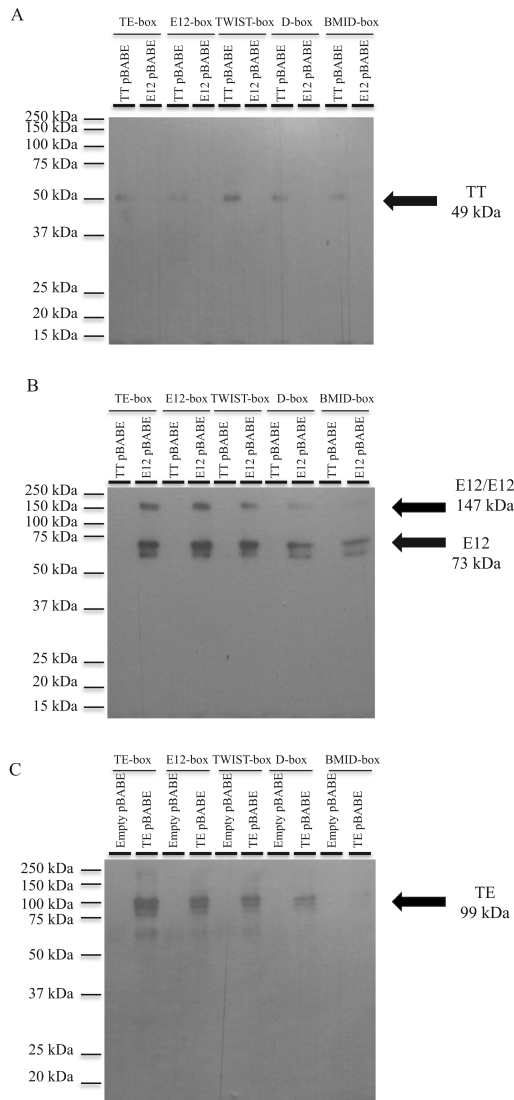 A
TE-box E12-box TWIST-box D-box BMID-box
TT pBABE E12 pBABE TT pBABE E12 pBABE TT pBABE E12 pBABE TT pBABE E12 pBABE TT pBABE E12 pBABE
250 kDa
150 kDa
100 kDa
75 kDa
50 kDa
37 kDa
25 kDa
20 kDa
15 kDa
TT
49 kDa
B
TE-box E12-box TWIST-box D-box BMID-box
TT pBABE E12 pBABE TT pBABE E12 pBABE TT pBABE E12 pBABE TT pBABE E12 pBABE TT pBABE E12 pBABE
250 kDa
150 kDa
100 kDa
75 kDa
50 kDa
37 kDa
25 kDa
20 kDa
15 kDa
E12/E12
147 kDa
E12
73 kDa
C
TE-box E12-box TWIST-box D-box BMID-box
Empty pBABE TE pBABE Empty pBABE TE pBABE Empty pBABE TE pBABE Empty pBABE TE pBABE Empty pBABE TE pBABE
250 kDa
150 kDa
100 kDa
75 kDa
50 kDa
37 kDa
25 kDa
20 kDa
TE
99 kDa